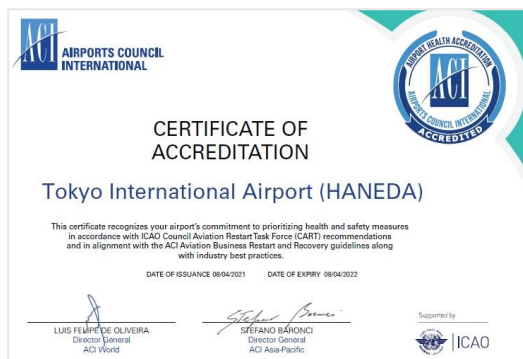 ACI AIRPORTS COUNCIL
INTERNATIONAL
AIRPORT HEALTH ACCREDITATION
ACI
AIRPORTS COUNCIL INTERNATIONAL
ACCREDITED
CERTIFICATE OF
ACCREDITATION
Tokyo International Airport (HANEDA)
This certificate recognizes your airport's commitment to prioritizing health and safety measures
in accordance with ICAO Council Aviation Restart Task Force (CART) recommendations
and in alignment with the ACI Aviation Business Restart and Recovery guidelines along
with industry best practices.
DATE OF ISSUANCE 08/04/2021 DATE OF EXPIRY 08/04/2022
LUIS FELIPE DE OLIVEIRA
Director General
ACI World
STEFANO BARONCI
Director General
ACI Asia-Pacific
Supported by
ICAO